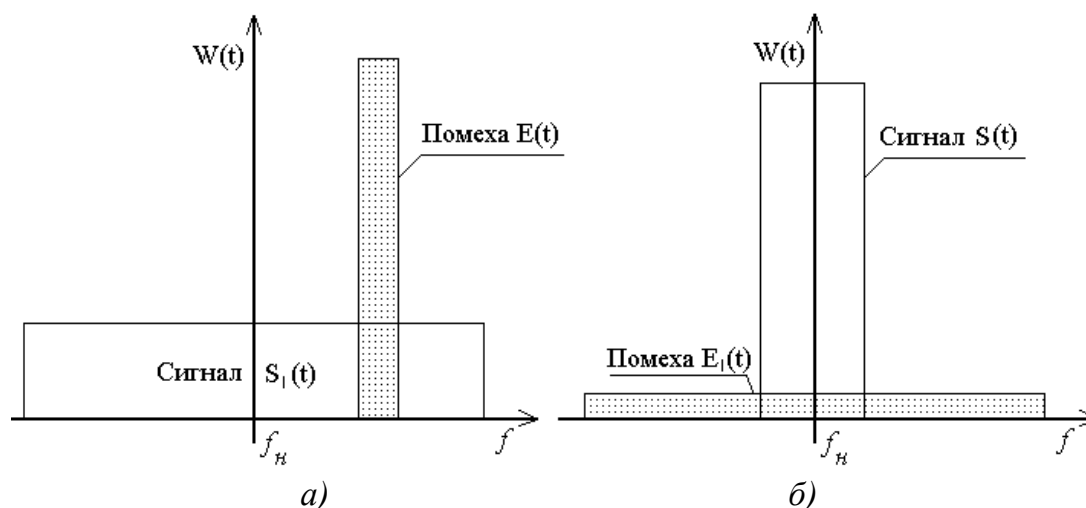 W(t)
Помеха E(t)
Сигнал S₁(t)
f
fн
а)
W(t)
Сигнал S(t)
Помеха E₁(t)
f
fн
б)